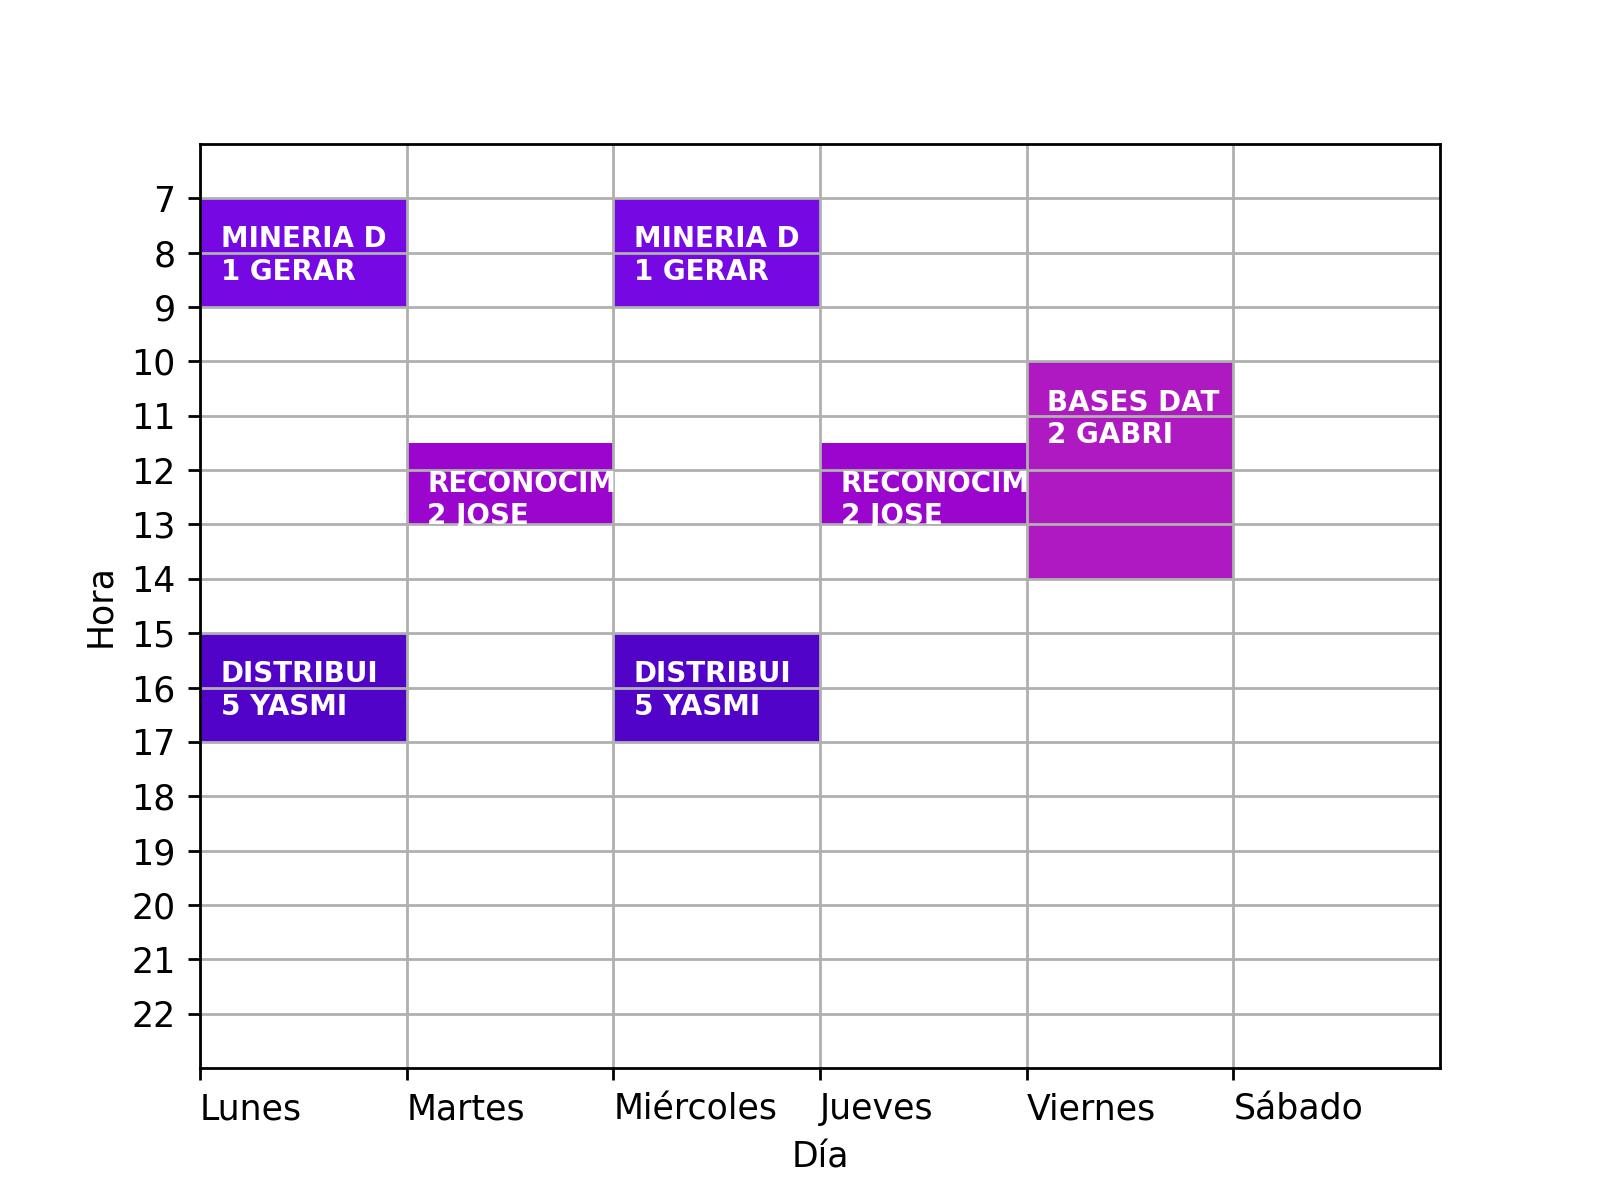 7
MINERIA D
1 GERAR
MINERIA D
1 GERAR
8
9
10
BASES DAT
2 GABRI
11
12
RECONOCIM
2 JOSE
RECONOCIM
2 JOSE
13
14
Hora
15
DISTRIBUI
5 YASMI
DISTRIBUI
5 YASMI
16
17
18
19
20
21
22
Lunes Martes Miércoles Jueves Viernes Sábado
Día